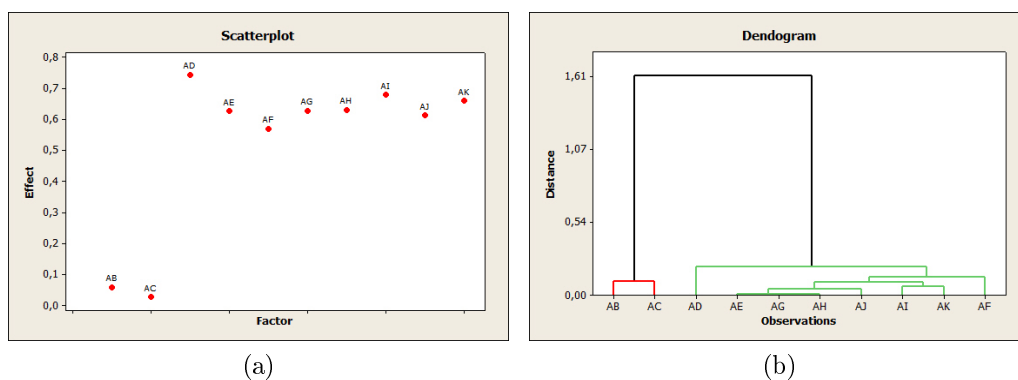 Scatterplot
0,8
0,7
0,6
0,5
0,4
0,3
0,2
0,1
0,0
Effect
AB
AC
AD
AE
AF
AG
AH
AI
AJ
AK
Factor
(a)
Dendogram
1,61
1,07
0,54
0,00
Distance
AB AC AD AE AG AH AJ AI AK AF
Observations
(b)